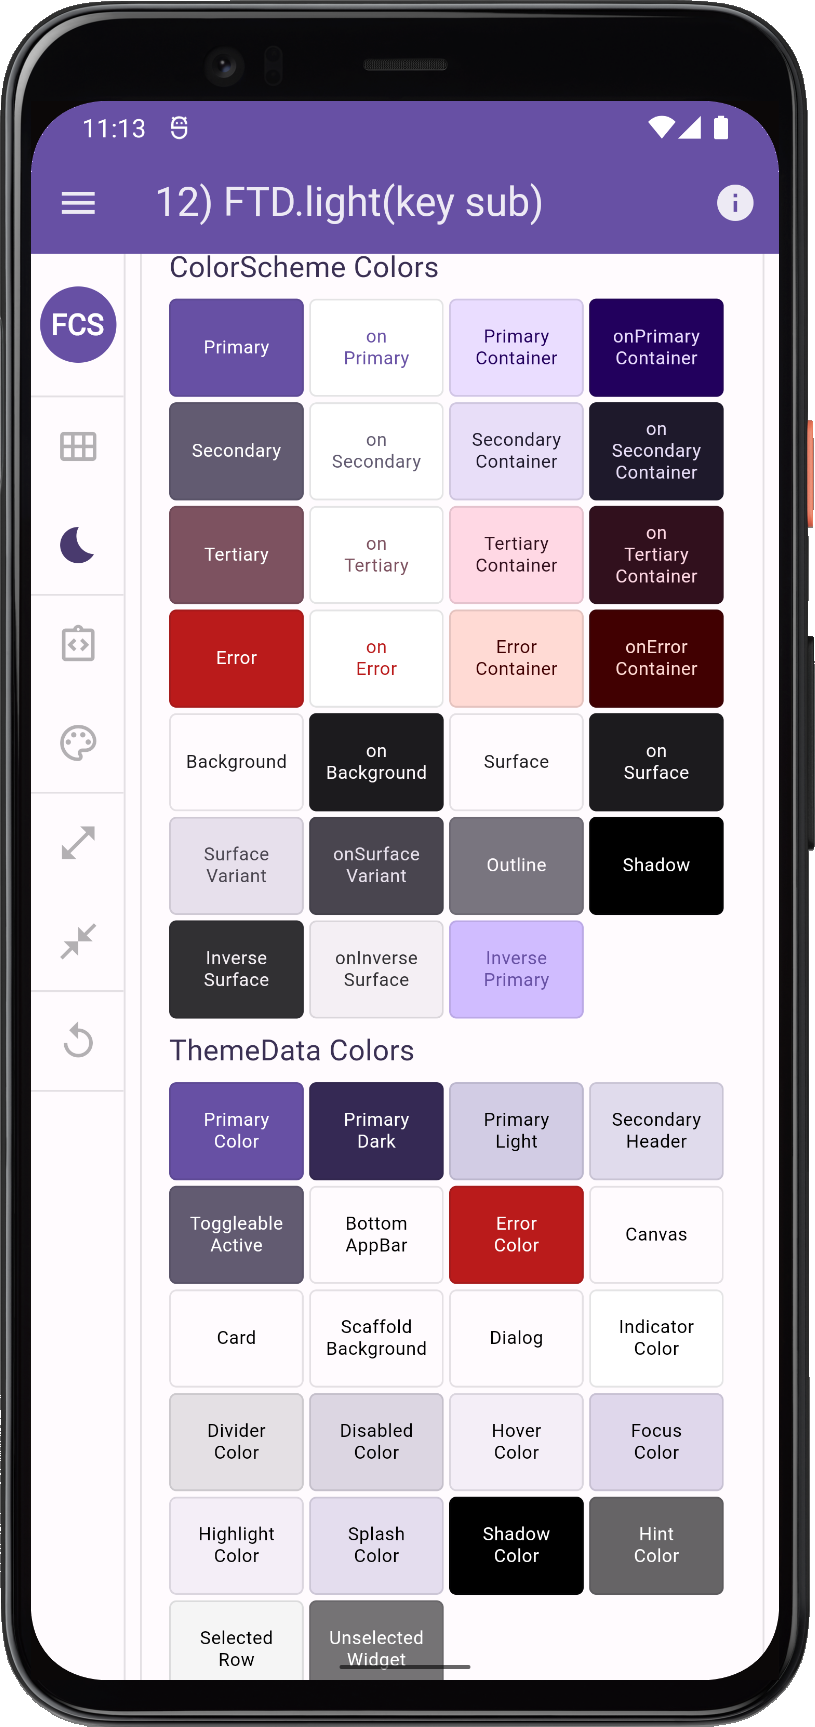 11:13
12) FTD.light(key sub)
FCS
ColorScheme Colors
Primary
on
Primary
Primary
Container
onPrimary
Container
Secondary
on
Secondary
Secondary
Container
on
Secondary
Container
Tertiary
on
Tertiary
Tertiary
Container
on
Tertiary
Container
Error
on
Error
Error
Container
onError
Container
Background
on
Background
Surface
on
Surface
Surface
Variant
onSurface
Variant
Outline
Shadow
Inverse
Surface
onInverse
Surface
Inverse
Primary
ThemeData Colors
Primary
Color
Primary
Dark
Primary
Light
Secondary
Header
Toggleable
Active
Bottom
AppBar
Error
Color
Canvas
Card
Scaffold
Background
Dialog
Indicator
Color
Divider
Color
Disabled
Color
Hover
Color
Focus
Color
Highlight
Color
Splash
Color
Shadow
Color
Hint
Color
Selected
Row
Unselected
Widget